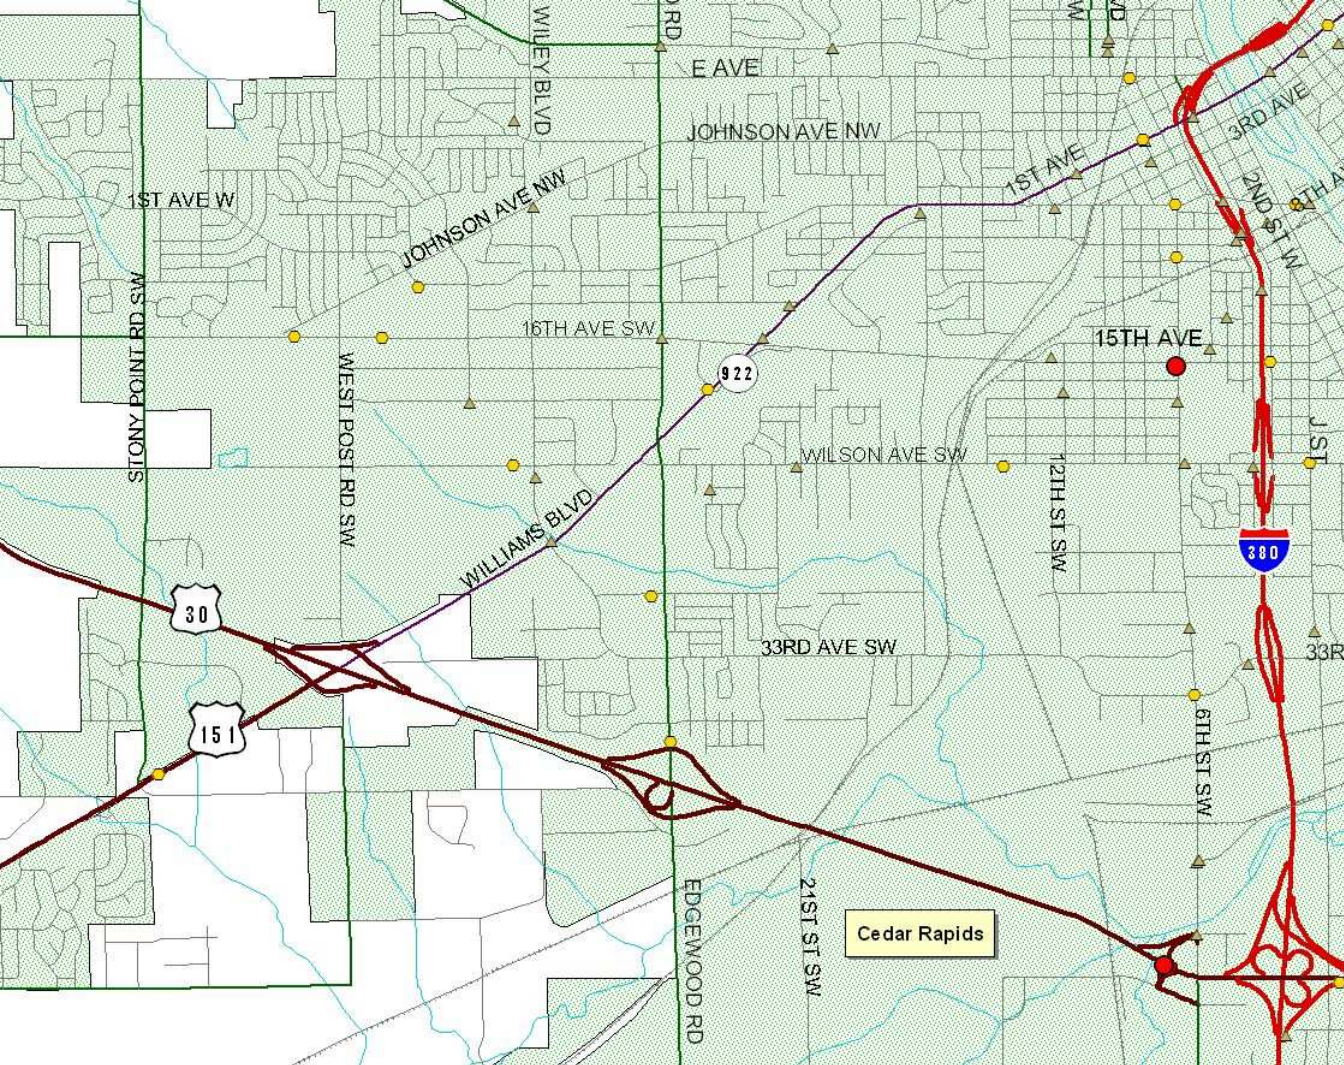 WILEY BLVD
RD
W
VD
E AVE
JOHNSON AVE NW
3RD AVE
1ST AVE
1ST AVE W
JOHNSON AVE NW
2ND ST W
8TH A
STONY POINT RD SW
16TH AVE SW
15TH AVE
WEST POST RD SW
922
J ST
WILSON AVE SW
12TH ST SW
WILLIAMS BLVD
380
30
33RD AVE SW
33R
151
6TH ST SW
EDGEWOOD RD
21ST ST SW
Cedar Rapids